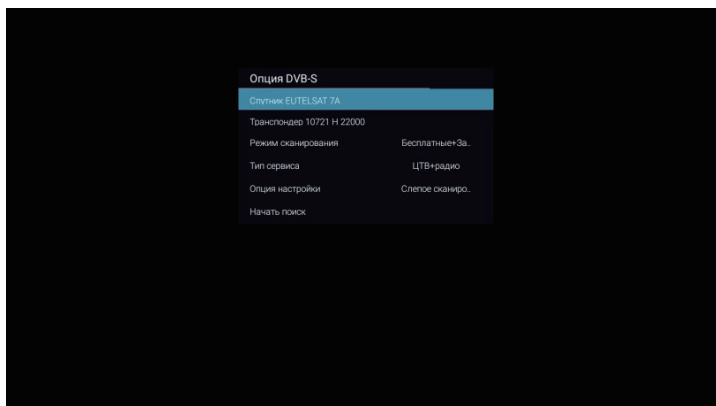 Опция DVB-S
Спутник EUTELSAT 7A
Транспондер 10721 H 22000
Режим сканирования Бесплатные+За..
Тип сервиса ЦТВ+радио
Опция настройки Слепое сканиро..
Начать поиск